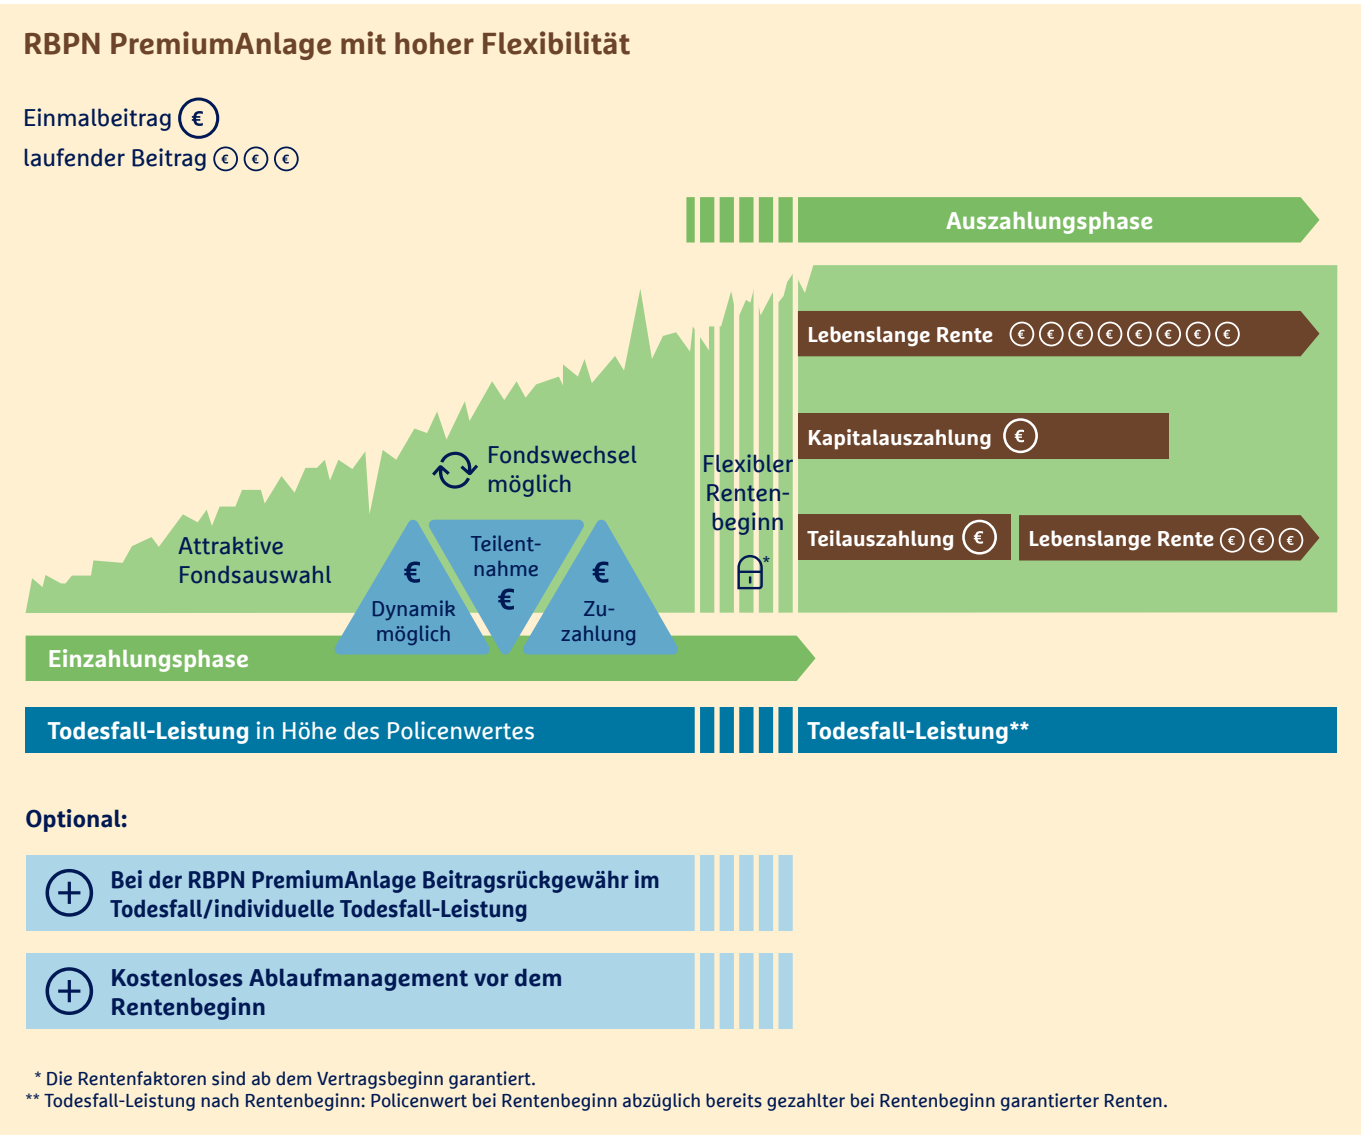 RBPN PremiumAnlage mit hoher Flexibilität
Einmalbeitrag €
laufender Beitrag € € €
Auszahlungsphase
Lebenslange Rente € € € € € € € €
Kapitalauszahlung €
Fondswechsel
möglich
Flexibler
Renten-
beginn
*
Teilauszahlung €
Lebenslange Rente € € €
Attraktive
Fondsauswahl
€
Dynamik
möglich
Teilent-
nahme
€
€
Zu-
zahlung
Einzahlungsphase
Todesfall-Leistung in Höhe des Policenwertes
Todesfall-Leistung**
Optional:
Bei der RBPN PremiumAnlage Beitragsrückgewähr im
Todesfall/individuelle Todesfall-Leistung
Kostenloses Ablaufmanagement vor dem
Rentenbeginn
* Die Rentenfaktoren sind ab dem Vertragsbeginn garantiert.
** Todesfall-Leistung nach Rentenbeginn: Policenwert bei Rentenbeginn abzüglich bereits gezahlter bei Rentenbeginn garantierter Renten.